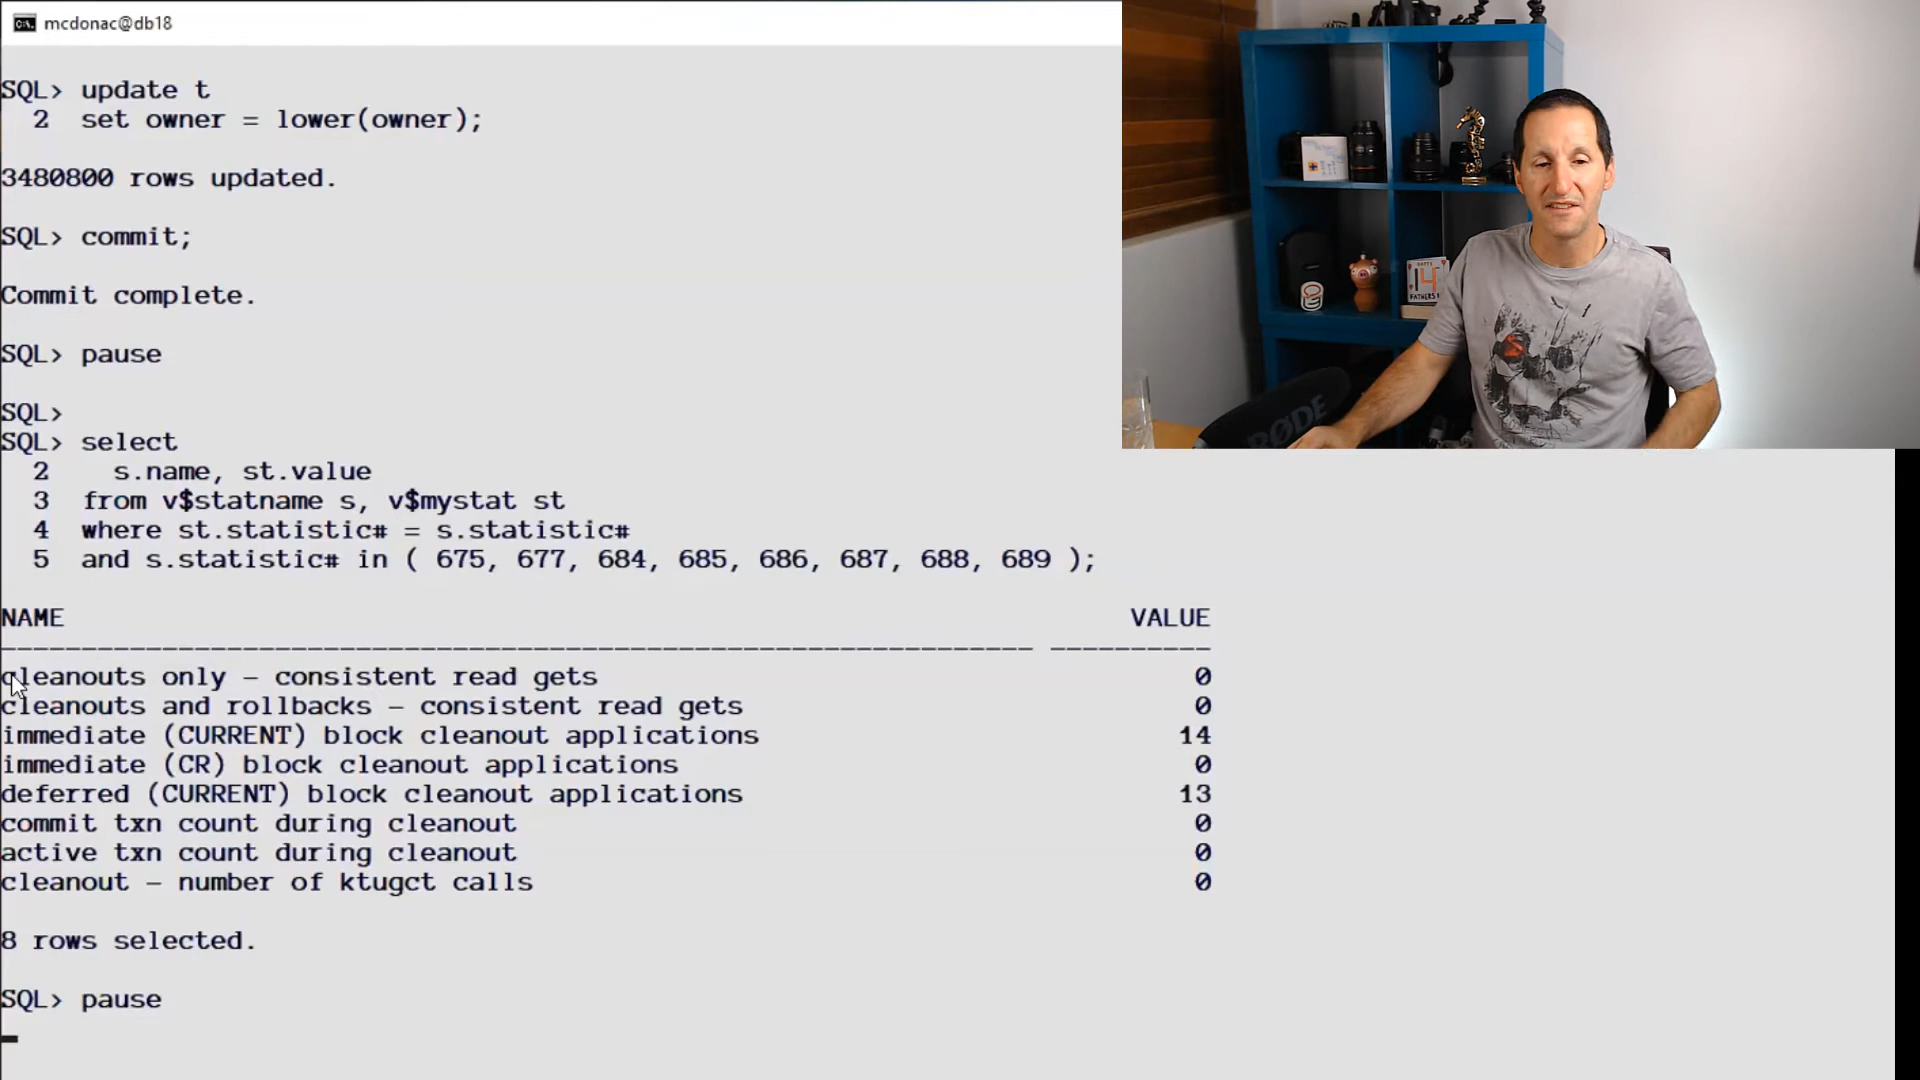 mcdonac@db18
SQL> update t
2 set owner = lower(owner);
3480800 rows updated.
SQL> commit;
Commit complete.
SQL> pause
SQL>
SQL> select
2 s.name, st.value
3 from v$statname s, v$mystat st
4 where st.statistic# = s.statistic#
5 and s.statistic# in ( 675, 677, 684, 685, 686, 687, 688, 689 );
NAME VALUE
cleanouts only - consistent read gets 0
cleanouts and rollbacks - consistent read gets 0
immediate (CURRENT) block cleanout applications 14
immediate (CR) block cleanout applications 0
deferred (CURRENT) block cleanout applications 13
commit txn count during cleanout 0
active txn count during cleanout 0
cleanout - number of ktugct calls 0
8 rows selected.
SQL> pause
RØDE
14
FATHERS